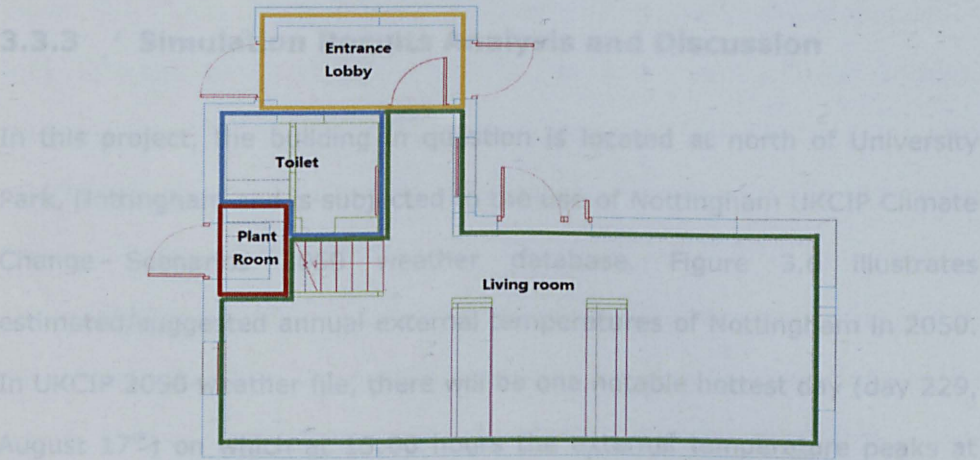 3.3.3 Simulation Results Analysis and Discussion
Entrance
Lobby
In this project, the building in question is located at north of University
Toilet
Park, (Nottingham) is subjected to the use of Nottingham UKCIP Climate
Plant
Room
Change Scenario weather database. Figure 3.6 illustrates
Living room
estimated/suggested annual external temperatures of Nottingham in 2050.
In UKCIP 2050 weather file, there will be one notable hottest day (day 229,
August 17th) on which at hours the external temperature peaks at